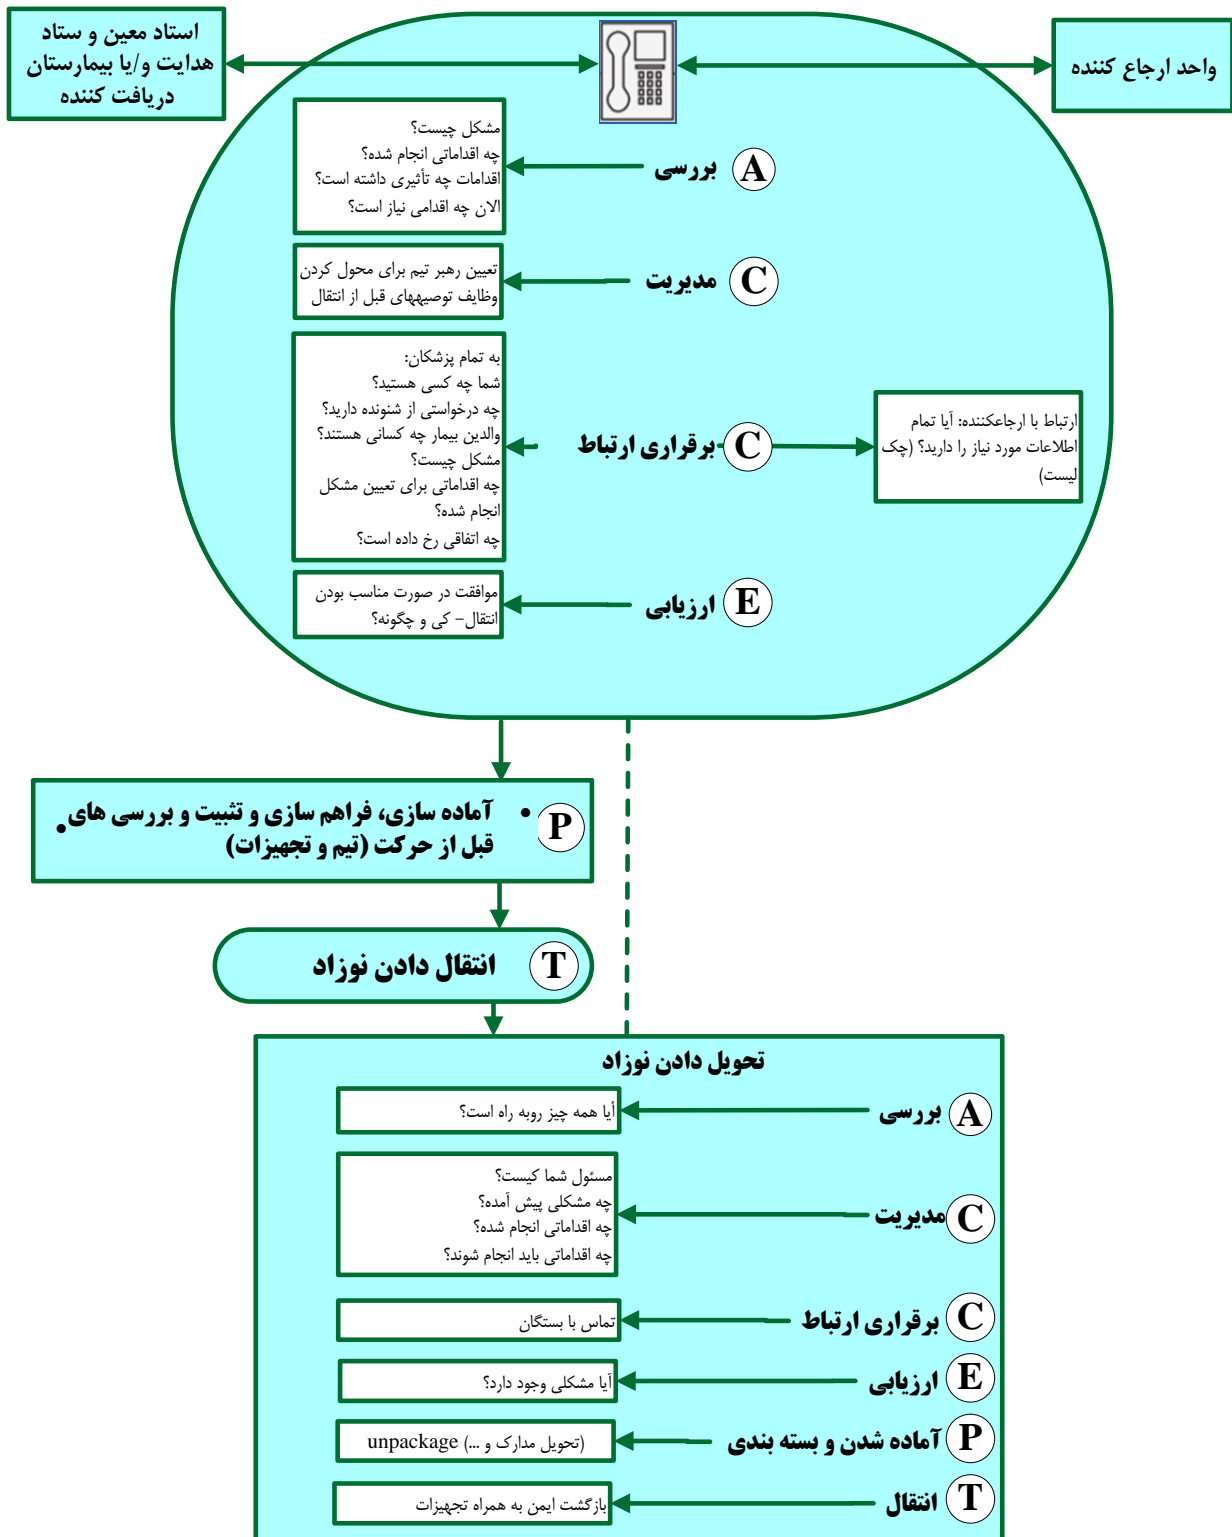 واحد ارجاع کننده
استاد معین و ستاد
هدایت و/یا بیمارستان
دریافت کننده
A بررسی
مشکل چیست؟
چه اقداماتی انجام شده؟
اقدامات چه تأثیری داشته است؟
الان چه اقدامی نیاز است؟
C مدیریت
تعیین رهبر تیم برای محول کردن
وظایف توصیههای قبل از انتقال
C برقراری ارتباط
ارتباط با ارجاعکننده: آیا تمام
اطلاعات مورد نیاز را دارید؟ (چک
لیست)
به تمام پزشکان:
شما چه کسی هستید؟
چه درخواستی از شنونده دارید؟
والدین بیمار چه کسانی هستند؟
مشکل چیست؟
چه اقداماتی برای تعیین مشکل
انجام شده؟
چه اتفاقی رخ داده است؟
E ارزیابی
موافقت در صورت مناسب بودن
انتقال- کی و چگونه؟
P
• آماده سازی، فراهم سازی و تثبیت و بررسی های
• قبل از حرکت (تیم و تجهیزات)
T انتقال دادن نوزاد
تحویل دادن نوزاد
A بررسی
أیا همه چیز روبه راه است؟
C مدیریت
مسئول شما کیست؟
چه مشکلی پیش آمده؟
چه اقداماتی انجام شده؟
چه اقداماتی باید انجام شوند؟
C برقراری ارتباط
تماس با بستگان
E ارزیابی
آیا مشکلی وجود دارد؟
P آماده شدن و بسته بندی
unpackage (تحویل مدارک و ...)
T انتقال
بازگشت ایمن به همراه تجهیزات